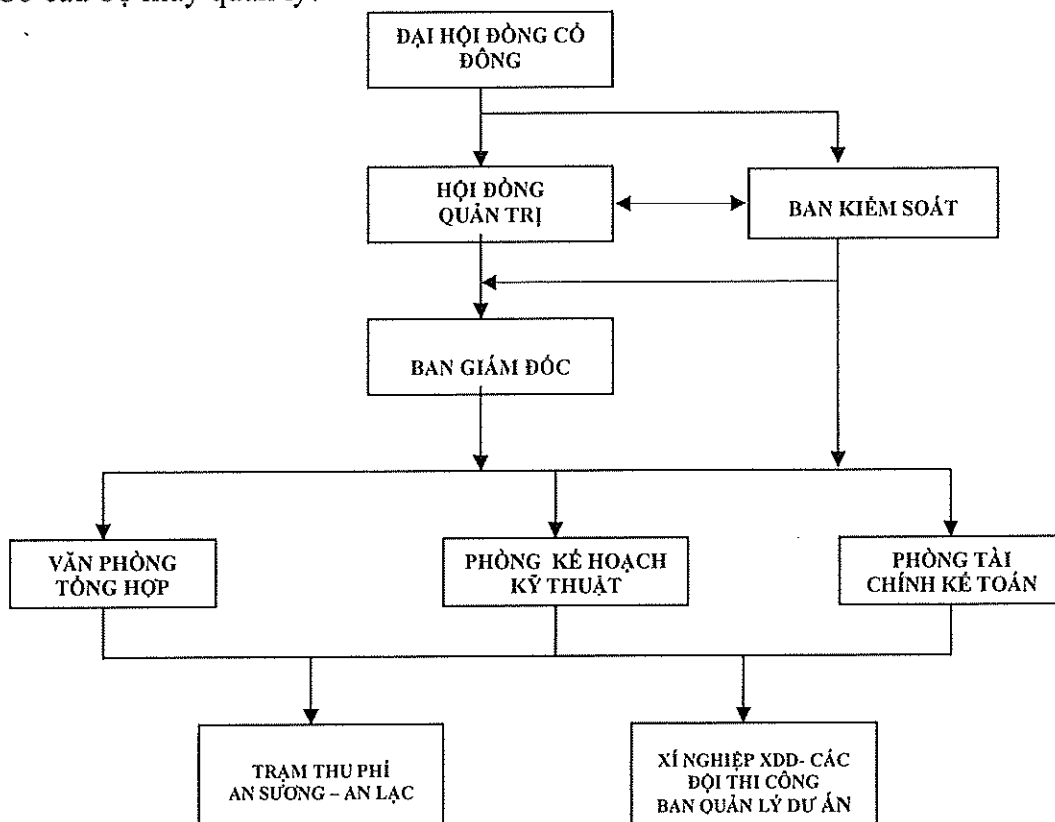 bộ máy quản lý:
ĐẠI HỘI ĐỒNG CỔ
ĐÔNG
HỘI ĐỒNG
QUẢN TRỊ
BAN KIỂM SOÁT
BAN GIÁM ĐỐC
VĂN PHÒNG
TỔNG HỢP
PHÒNG KẾ HOẠCH
KỸ THUẬT
PHÒNG TÀI
CHÍNH KẾ TOÁN
TRẠM THU PHÍ
AN SƯƠNG – AN LẠC
XÍ NGHIỆP XDD- CÁC
ĐỘI THI CÔNG
BAN QUẢN LÝ DỰ ÁN